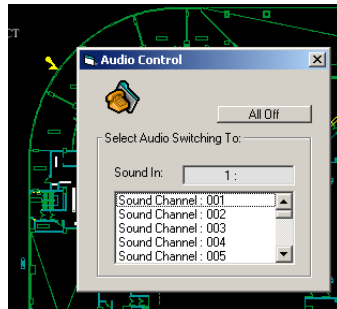 CT
Audio Control
All Off
Select Audio Switching To:
Sound In:
1 :
Sound Channel : 001
Sound Channel : 002
Sound Channel : 003
Sound Channel : 004
Sound Channel : 005